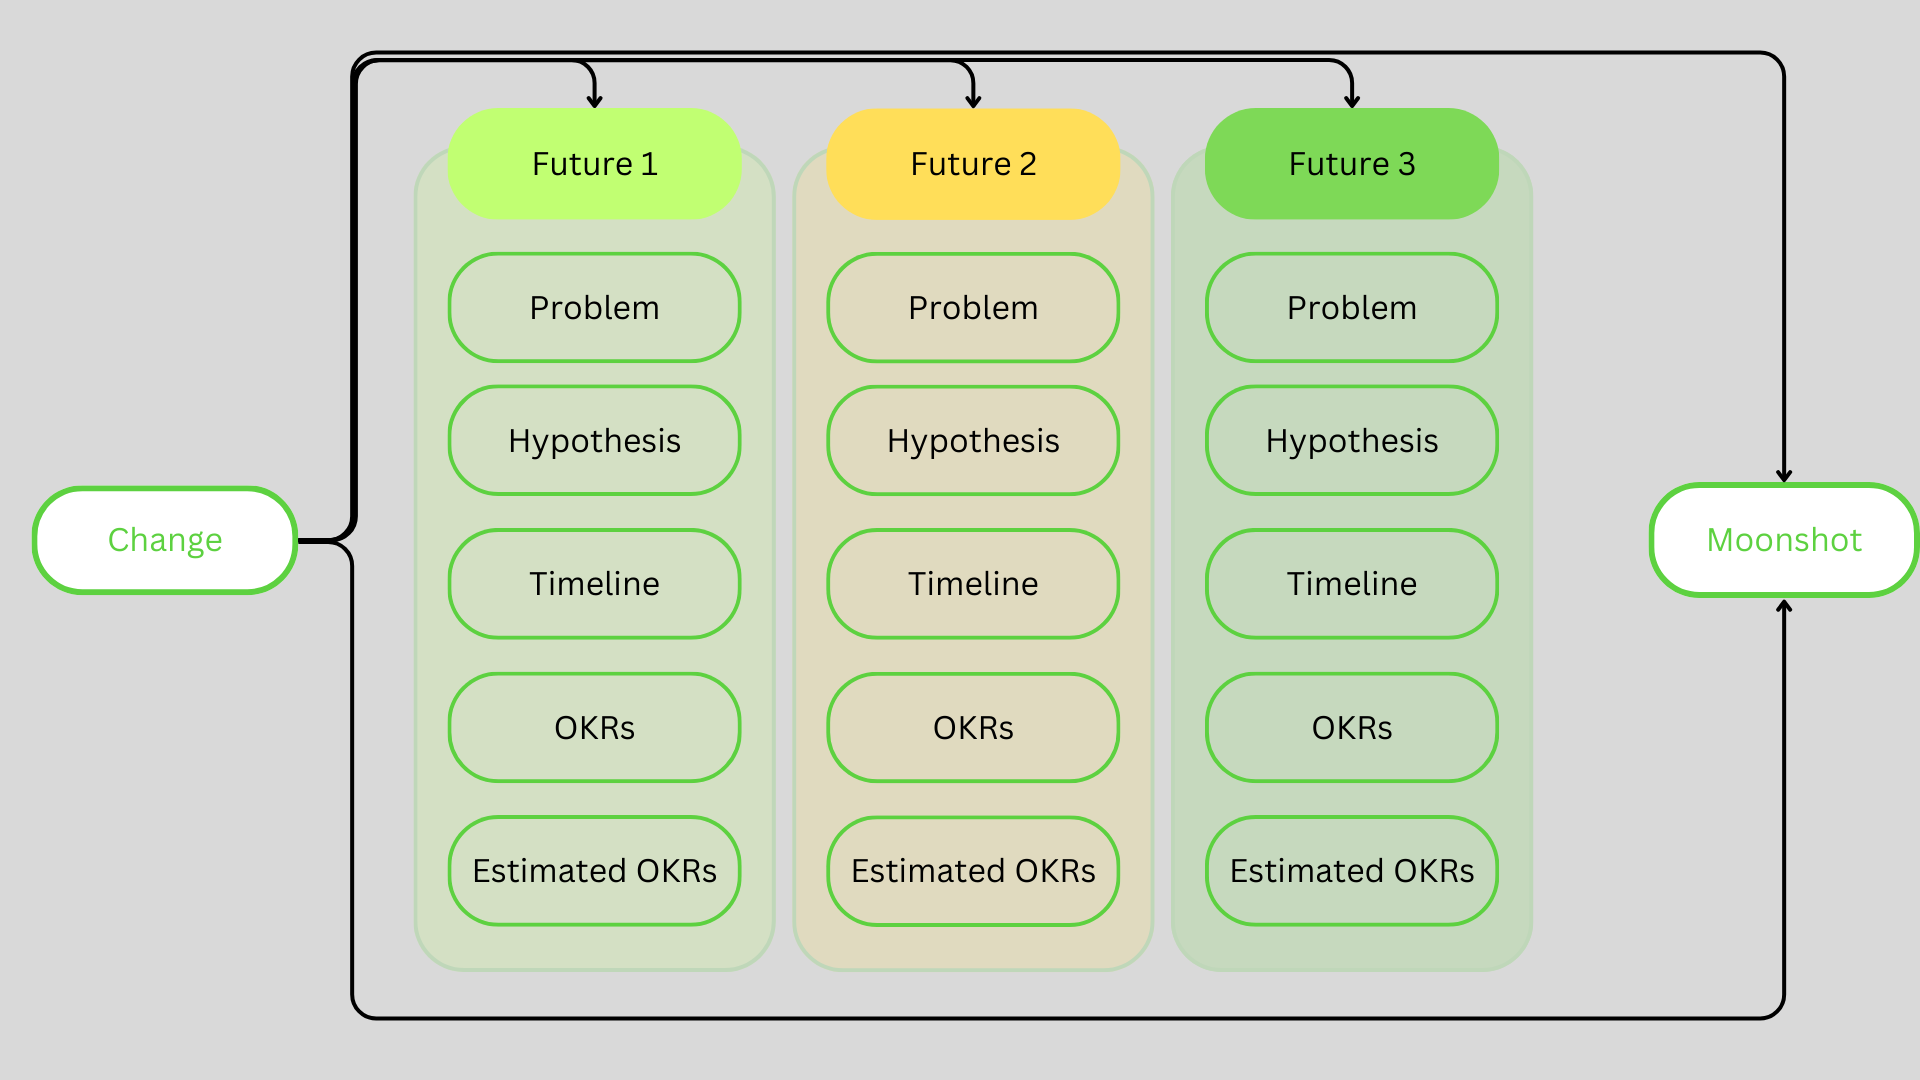 Change
Future 1
Problem
Hypothesis
Timeline
OKRs
Estimated OKRs
Future 2
Problem
Hypothesis
Timeline
OKRs
Estimated OKRs
Future 3
Problem
Hypothesis
Timeline
OKRs
Estimated OKRs
Moonshot